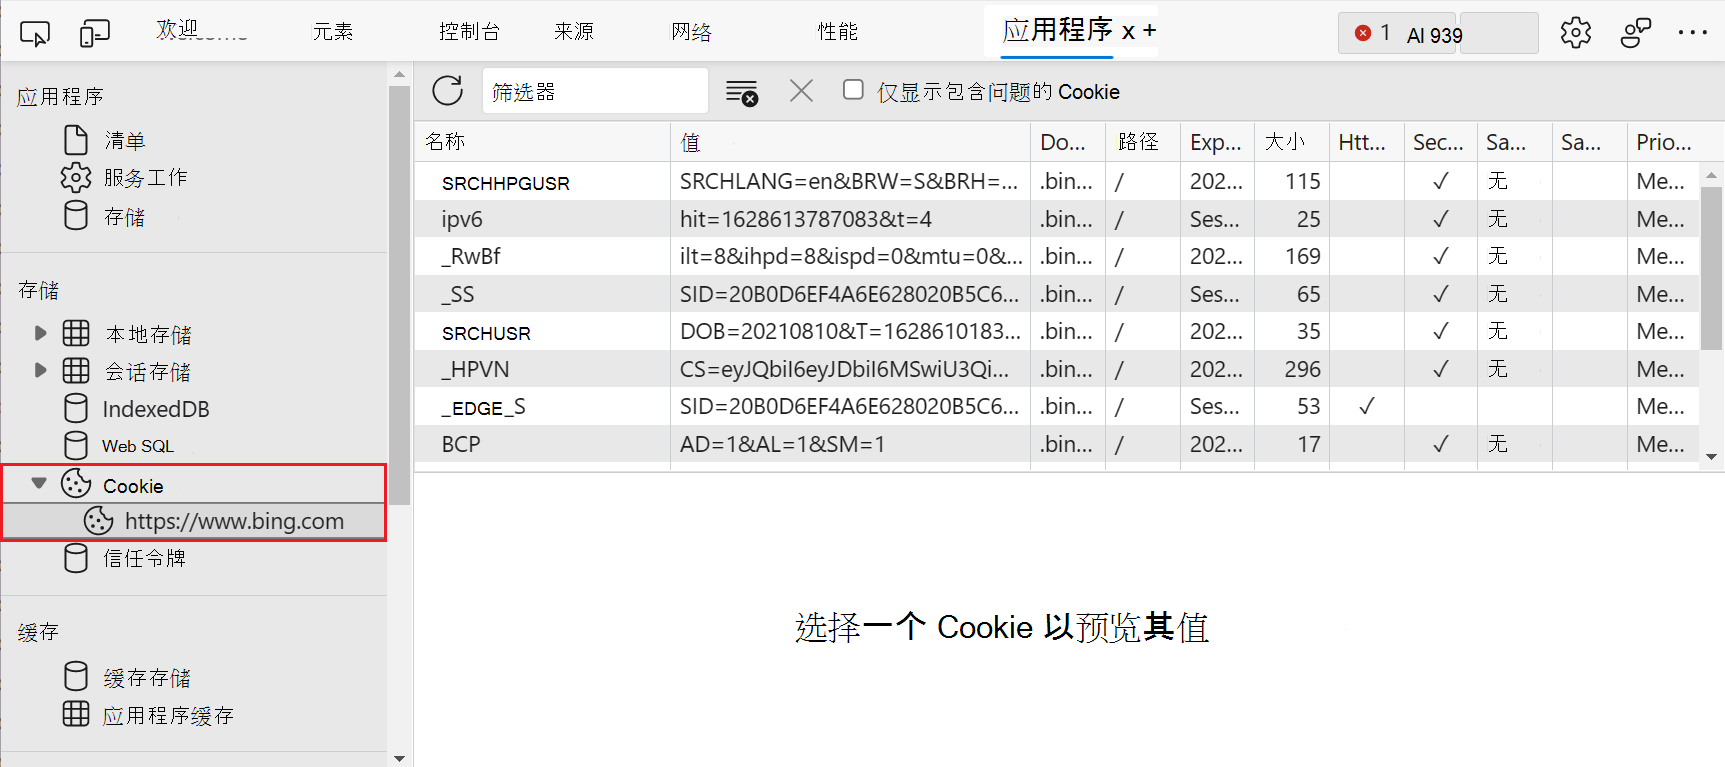 欢迎 元素 控制台 来源 网络 性能 应用程序 x + 1 AI 939 ...
应用程序
清单
服务工作
存储
存储
本地存储
会话存储
IndexedDB
Web SQL
Cookie
https://www.bing.com
信任令牌
缓存
缓存存储
应用程序缓存
筛选器 仅显示包含问题的 Cookie
名称 值 Do... 路径 Exp... 大小 Htt... Sec... Sa... Sa... Prio...
SRCHHPGUSR SRCHLANG=en&BRW=S&BRH=... .bin... / 202... 115 ✓ 无 Me...
ipv6 hit=1628613787083&t=4 .bin... / Ses... 25 ✓ 无 Me...
_RwBf ilt=8&ihpd=8&ispd=0&mtu=0&... .bin... / 202... 169 ✓ 无 Me...
_SS SID=20B0D6EF4A6E628020B5C6... .bin... / Ses... 65 ✓ 无 Me...
SRCHUSR DOB=20210810&T=1628610183... .bin... / 202... 35 ✓ 无 Me...
_HPVN CS=eyJQbiI6eyJDbiI6MSwiU3Qi... .bin... / 202... 296 ✓ 无 Me...
_EDGE_S SID=20B0D6EF4A6E628020B5C6... .bin... / Ses... 53 ✓ Me...
BCP AD=1&AL=1&SM=1 .bin... / 202... 17 ✓ 无 Me...
选择一个 Cookie 以预览其值